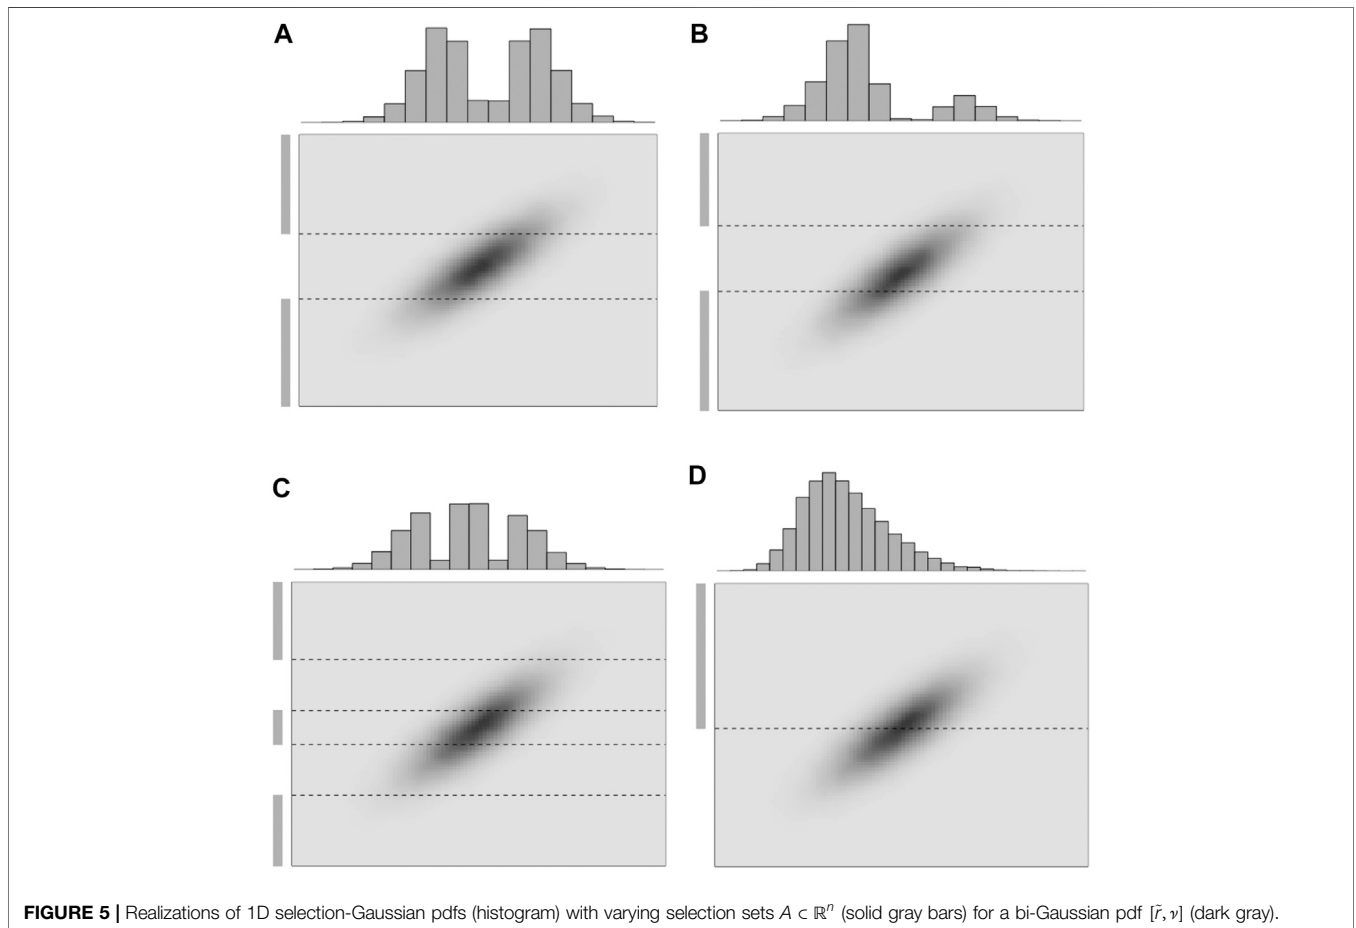 A
B
C
D
FIGURE 5 | Realizations of 1D selection-Gaussian pdfs (histogram) with varying selection sets A ⊂ ℝⁿ (solid gray bars) for a bi-Gaussian pdf [r̃, ν] (dark gray).